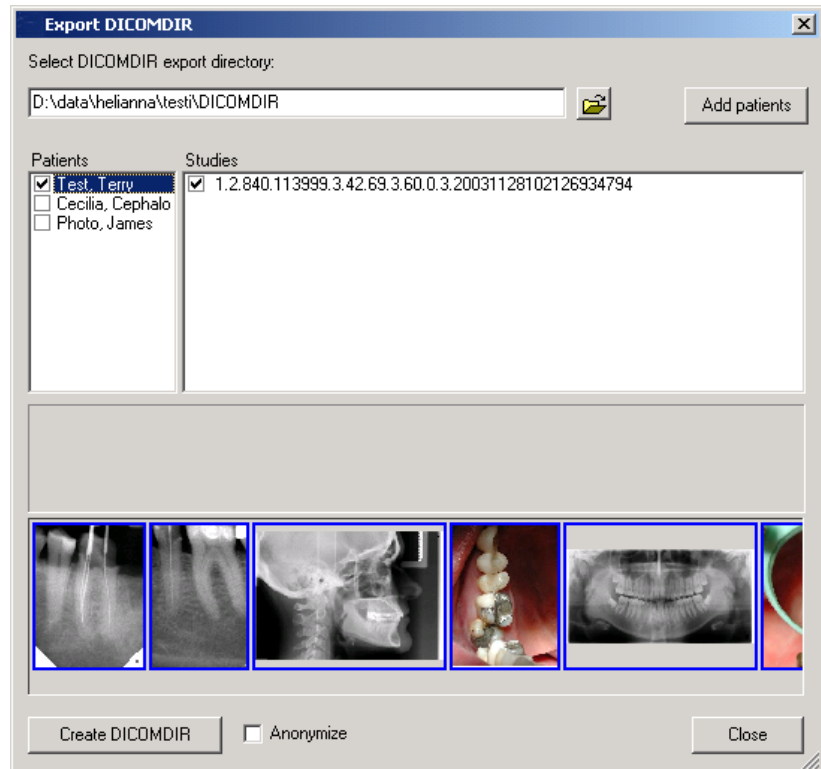 Export DICOMDIR
Select DICOMDIR export directory:
D:\data\helianna\testi\DICOMDIR
Add patients
Patients Studies
Test, Terry 1.2.840.113999.3.42.69.3.60.0.3.20031128102126934794
Cecilia, Cephalo
Photo, James
Create DICOMDIR Anonymize Close